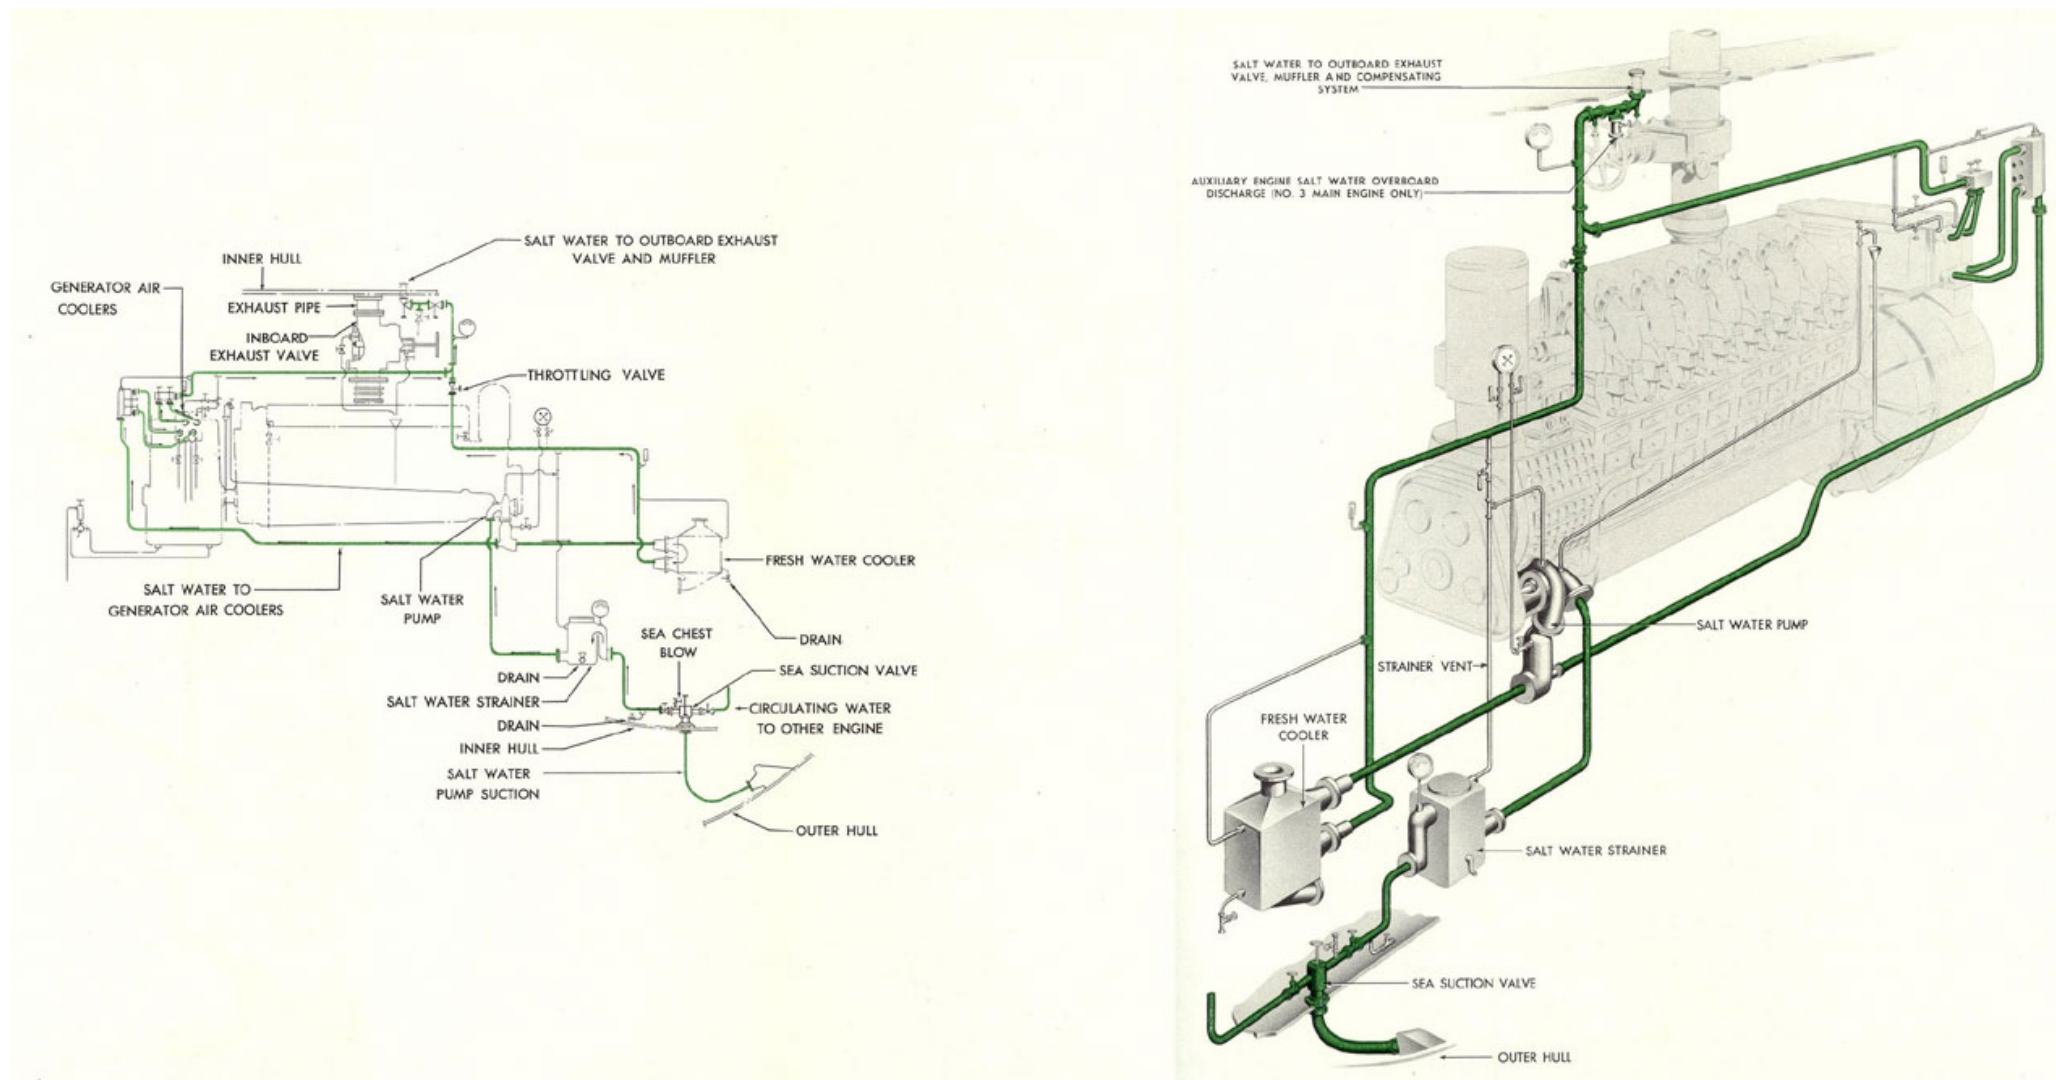 SALT WATER TO OUTBOARD EXHAUST
VALVE AND MUFFLER
INNER HULL
GENERATOR AIR
COOLERS
EXHAUST PIPE
INBOARD
EXHAUST VALVE
THROTTLING VALVE
FRESH WATER COOLER
SALT WATER TO
GENERATOR AIR COOLERS
SALT WATER
PUMP
SEA CHEST
BLOW
DRAIN
SEA SUCTION VALVE
DRAIN
SALT WATER STRAINER
CIRCULATING WATER
TO OTHER ENGINE
DRAIN
INNER HULL
SALT WATER
PUMP SUCTION
OUTER HULL
SALT WATER TO OUTBOARD EXHAUST
VALVE, MUFFLER AND COMPENSATING
SYSTEM
AUXILIARY ENGINE SALT WATER OVERBOARD
DISCHARGE (NO. 3 MAIN ENGINE ONLY)
SALT WATER PUMP
STRAINER VENT
FRESH WATER
COOLER
SALT WATER STRAINER
SEA SUCTION VALVE
OUTER HULL